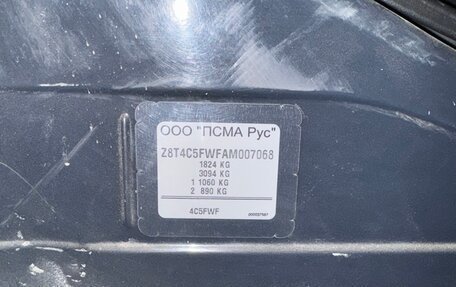 ООО "ПСМА Рус"
Z8T4C5FWFAM007068
1824 KG
3094 KG
1 1060 KG
2 890 KG
4C5FWF